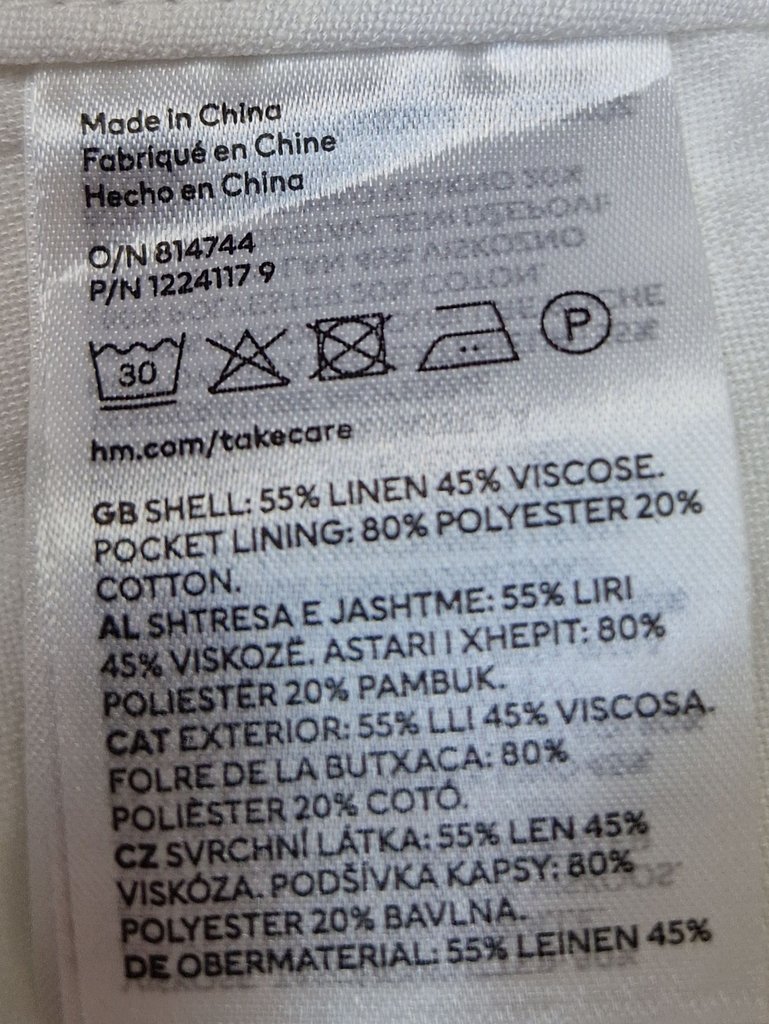 Made in China
Fabriqué en Chine
Hecho en China
O/N 814744
P/N 1224117 9
30
P
hm.com/takecare
GB SHELL: 55% LINEN 45% VISCOSE.
POCKET LINING: 80% POLYESTER 20%
COTTON.
AL SHTRESA E JASHTME: 55% LIRI
45% VISKOZË. ASTARI I XHEPIT: 80%
POLIESTËR 20% PAMBUK.
CAT EXTERIOR: 55% LLI 45% VISCOSA.
FOLRE DE LA BUTXACA: 80%
POLIÈSTER 20% COTÓ.
CZ SVRCHNÍ LÁTKA: 55% LEN 45%
VISKÓZA. PODŠÍVKA KAPSY: 80%
POLYESTER 20% BAVLNA.
DE OBERMATERIAL: 55% LEINEN 45%